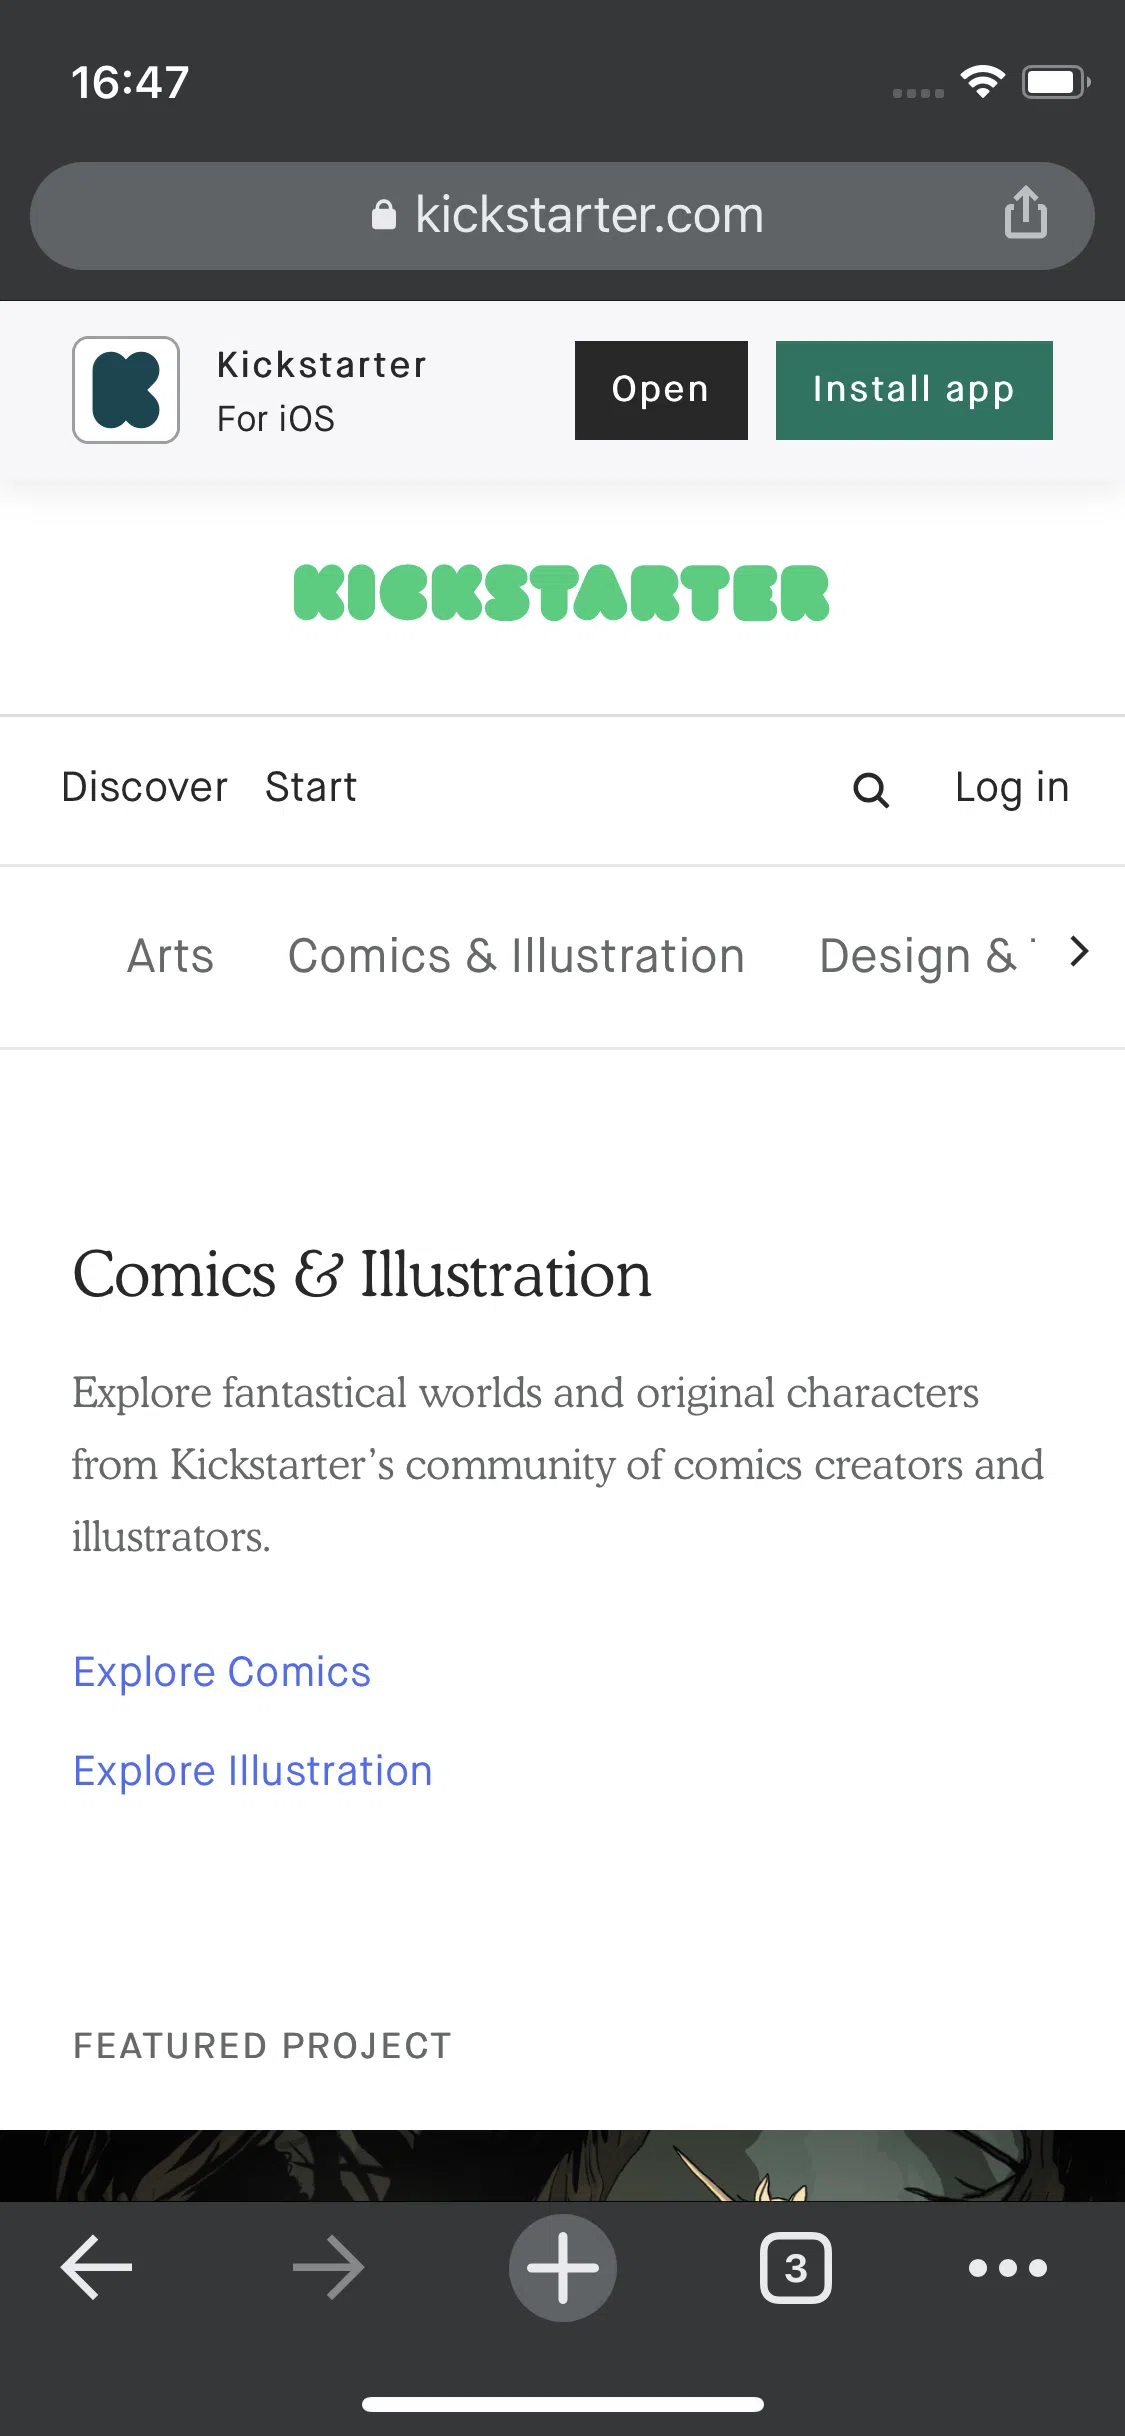 16:47
kickstarter.com
Kickstarter
For iOS
Open
Install app
KICKSTARTER
Discover Start Log in
Arts Comics & Illustration Design &
Comics & Illustration
Explore fantastical worlds and original characters
from Kickstarter’s community of comics creators and
illustrators.
Explore Comics
Explore Illustration
FEATURED PROJECT
3